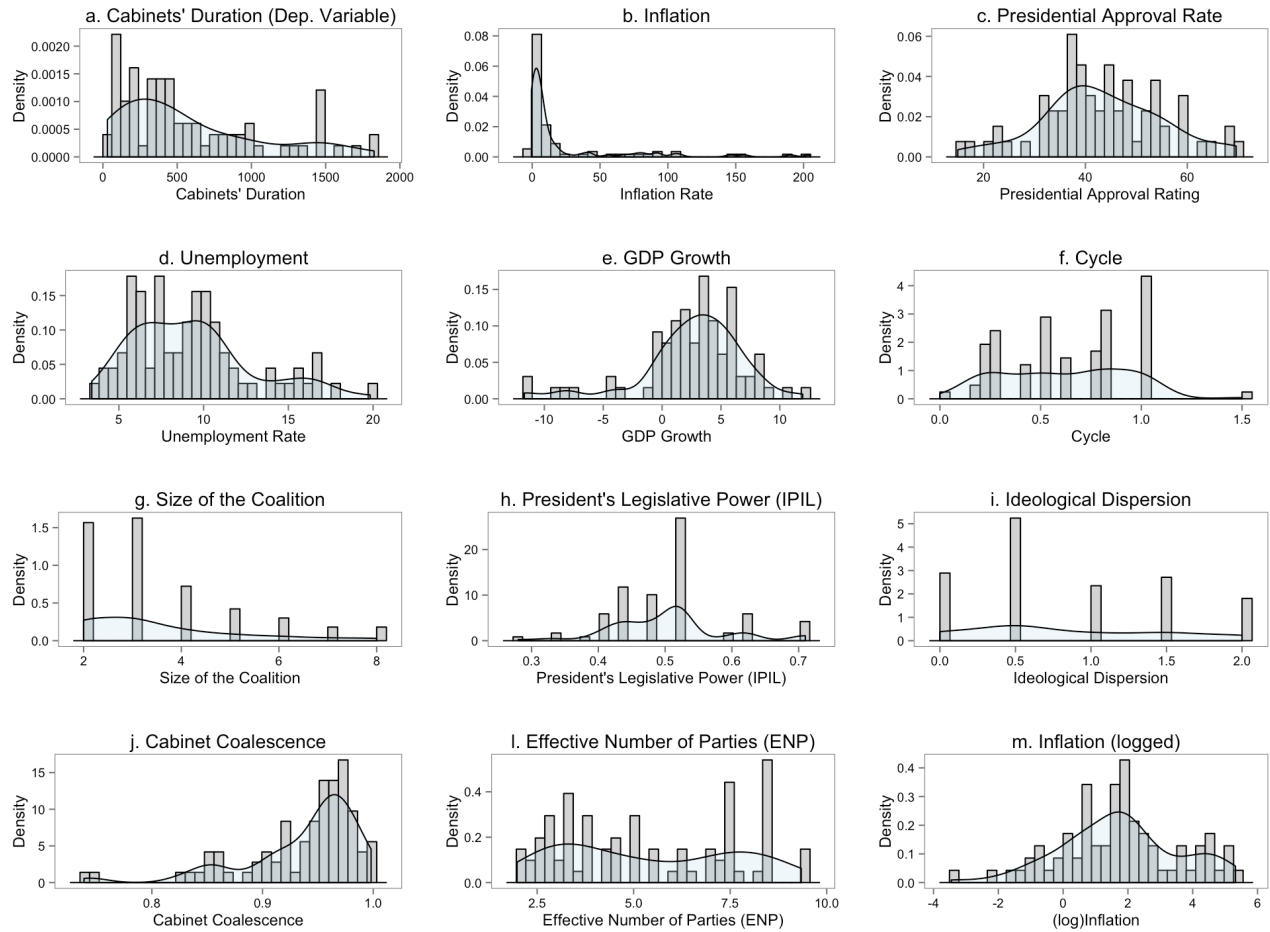 a. Cabinets' Duration (Dep. Variable)
Density
0.0020
0.0015
0.0010
0.0005
0.0000
0 500 1000 1500 2000
Cabinets' Duration
b. Inflation
Density
0.08
0.06
0.04
0.02
0.00
0 50 100 150 200
Inflation Rate
c. Presidential Approval Rate
Density
0.06
0.04
0.02
0.00
20 40 60
Presidential Approval Rating
d. Unemployment
Density
0.15
0.10
0.05
0.00
5 10 15 20
Unemployment Rate
e. GDP Growth
Density
0.15
0.10
0.05
0.00
-10 -5 0 5 10
GDP Growth
f. Cycle
Density
4
3
2
1
0
0.0 0.5 1.0 1.5
Cycle
g. Size of the Coalition
Density
1.5
1.0
0.5
0.0
2 4 6 8
Size of the Coalition
h. President's Legislative Power (IPIL)
Density
20
10
0
0.3 0.4 0.5 0.6 0.7
President's Legislative Power (IPIL)
i. Ideological Dispersion
Density
5
4
3
2
1
0
0.0 0.5 1.0 1.5 2.0
Ideological Dispersion
j. Cabinet Coalescence
Density
15
10
5
0
0.8 0.9 1.0
Cabinet Coalescence
l. Effective Number of Parties (ENP)
Density
0.4
0.2
0.0
2.5 5.0 7.5 10.0
Effective Number of Parties (ENP)
m. Inflation (logged)
Density
0.4
0.3
0.2
0.1
0.0
-4 -2 0 2 4 6
(log)Inflation